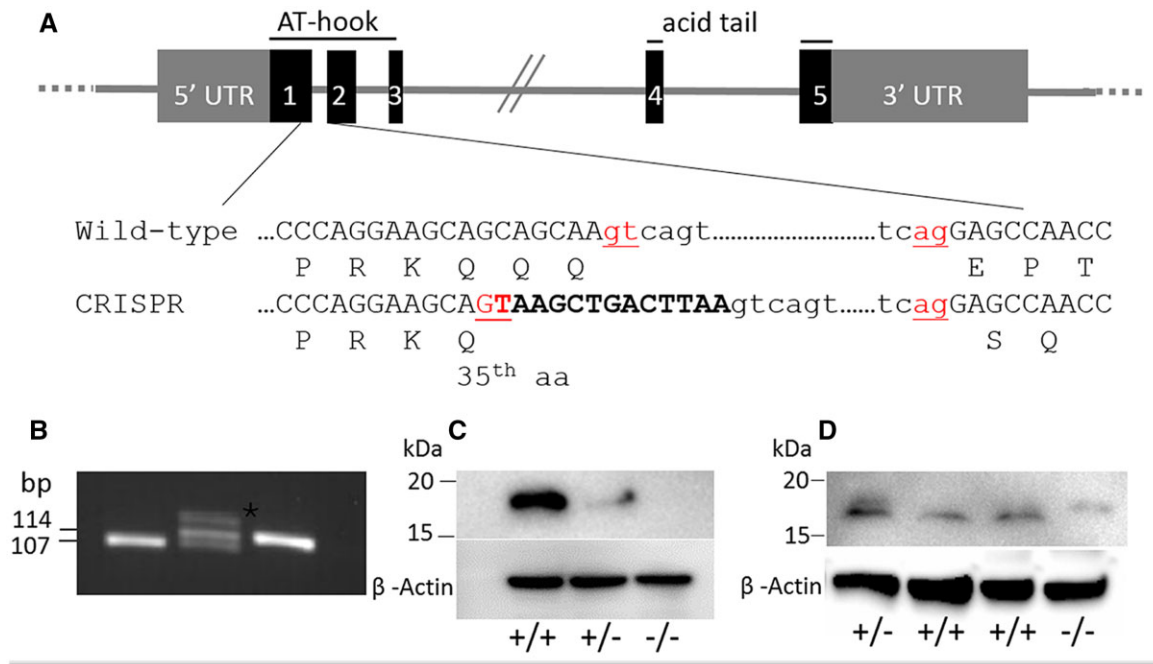 A
AT-hook
acid tail
5' UTR 1 2 3 4 5 3' UTR
Wild-type ...CCCAGGAAGCAGCAGCAAgtcagt.........................tcagGAGCCAACC
P R K Q Q Q E P T
CRISPR ...CCCAGGAAGCAGTAAGCTGACTTAAgtcagt......tcagGAGCCAACC
P R K Q S Q
35th aa
B
bp
114
107
*
C
kDa
20
15
β -Actin
+/+ +/- -/-
D
kDa
20
15
β -Actin
+/- +/+ +/+ -/-